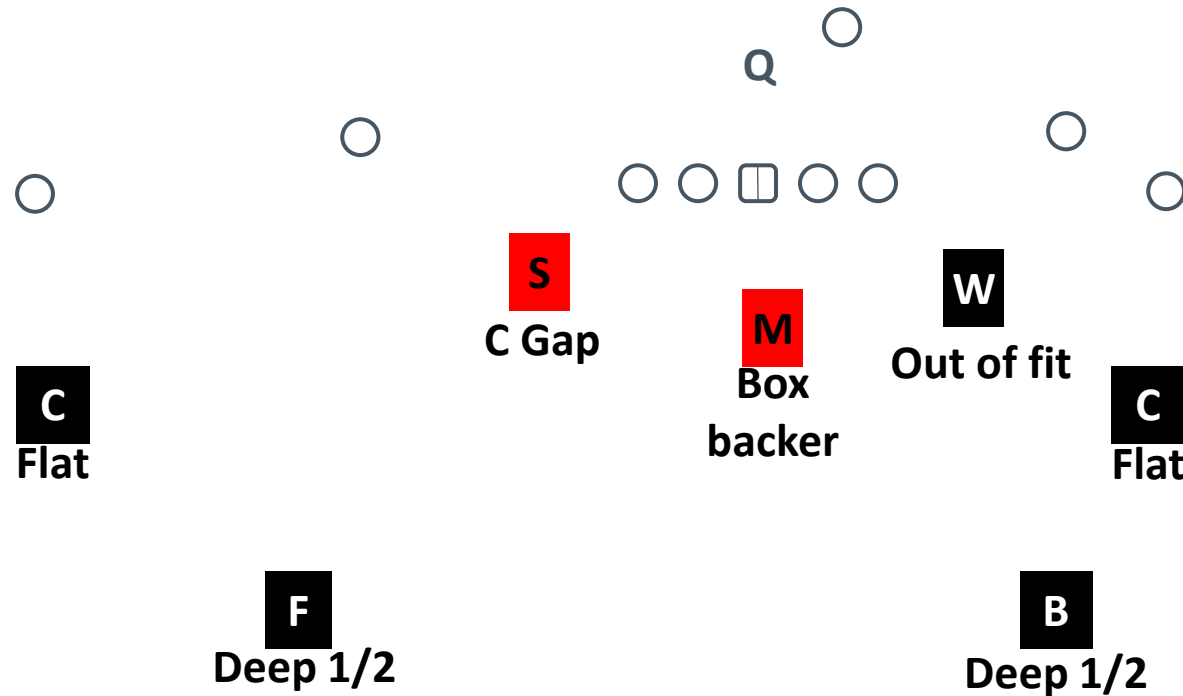 Q
S
C Gap
M
Box
backer
W
Out of fit
C
Flat
C
Flat
F
Deep 1/2
B
Deep 1/2